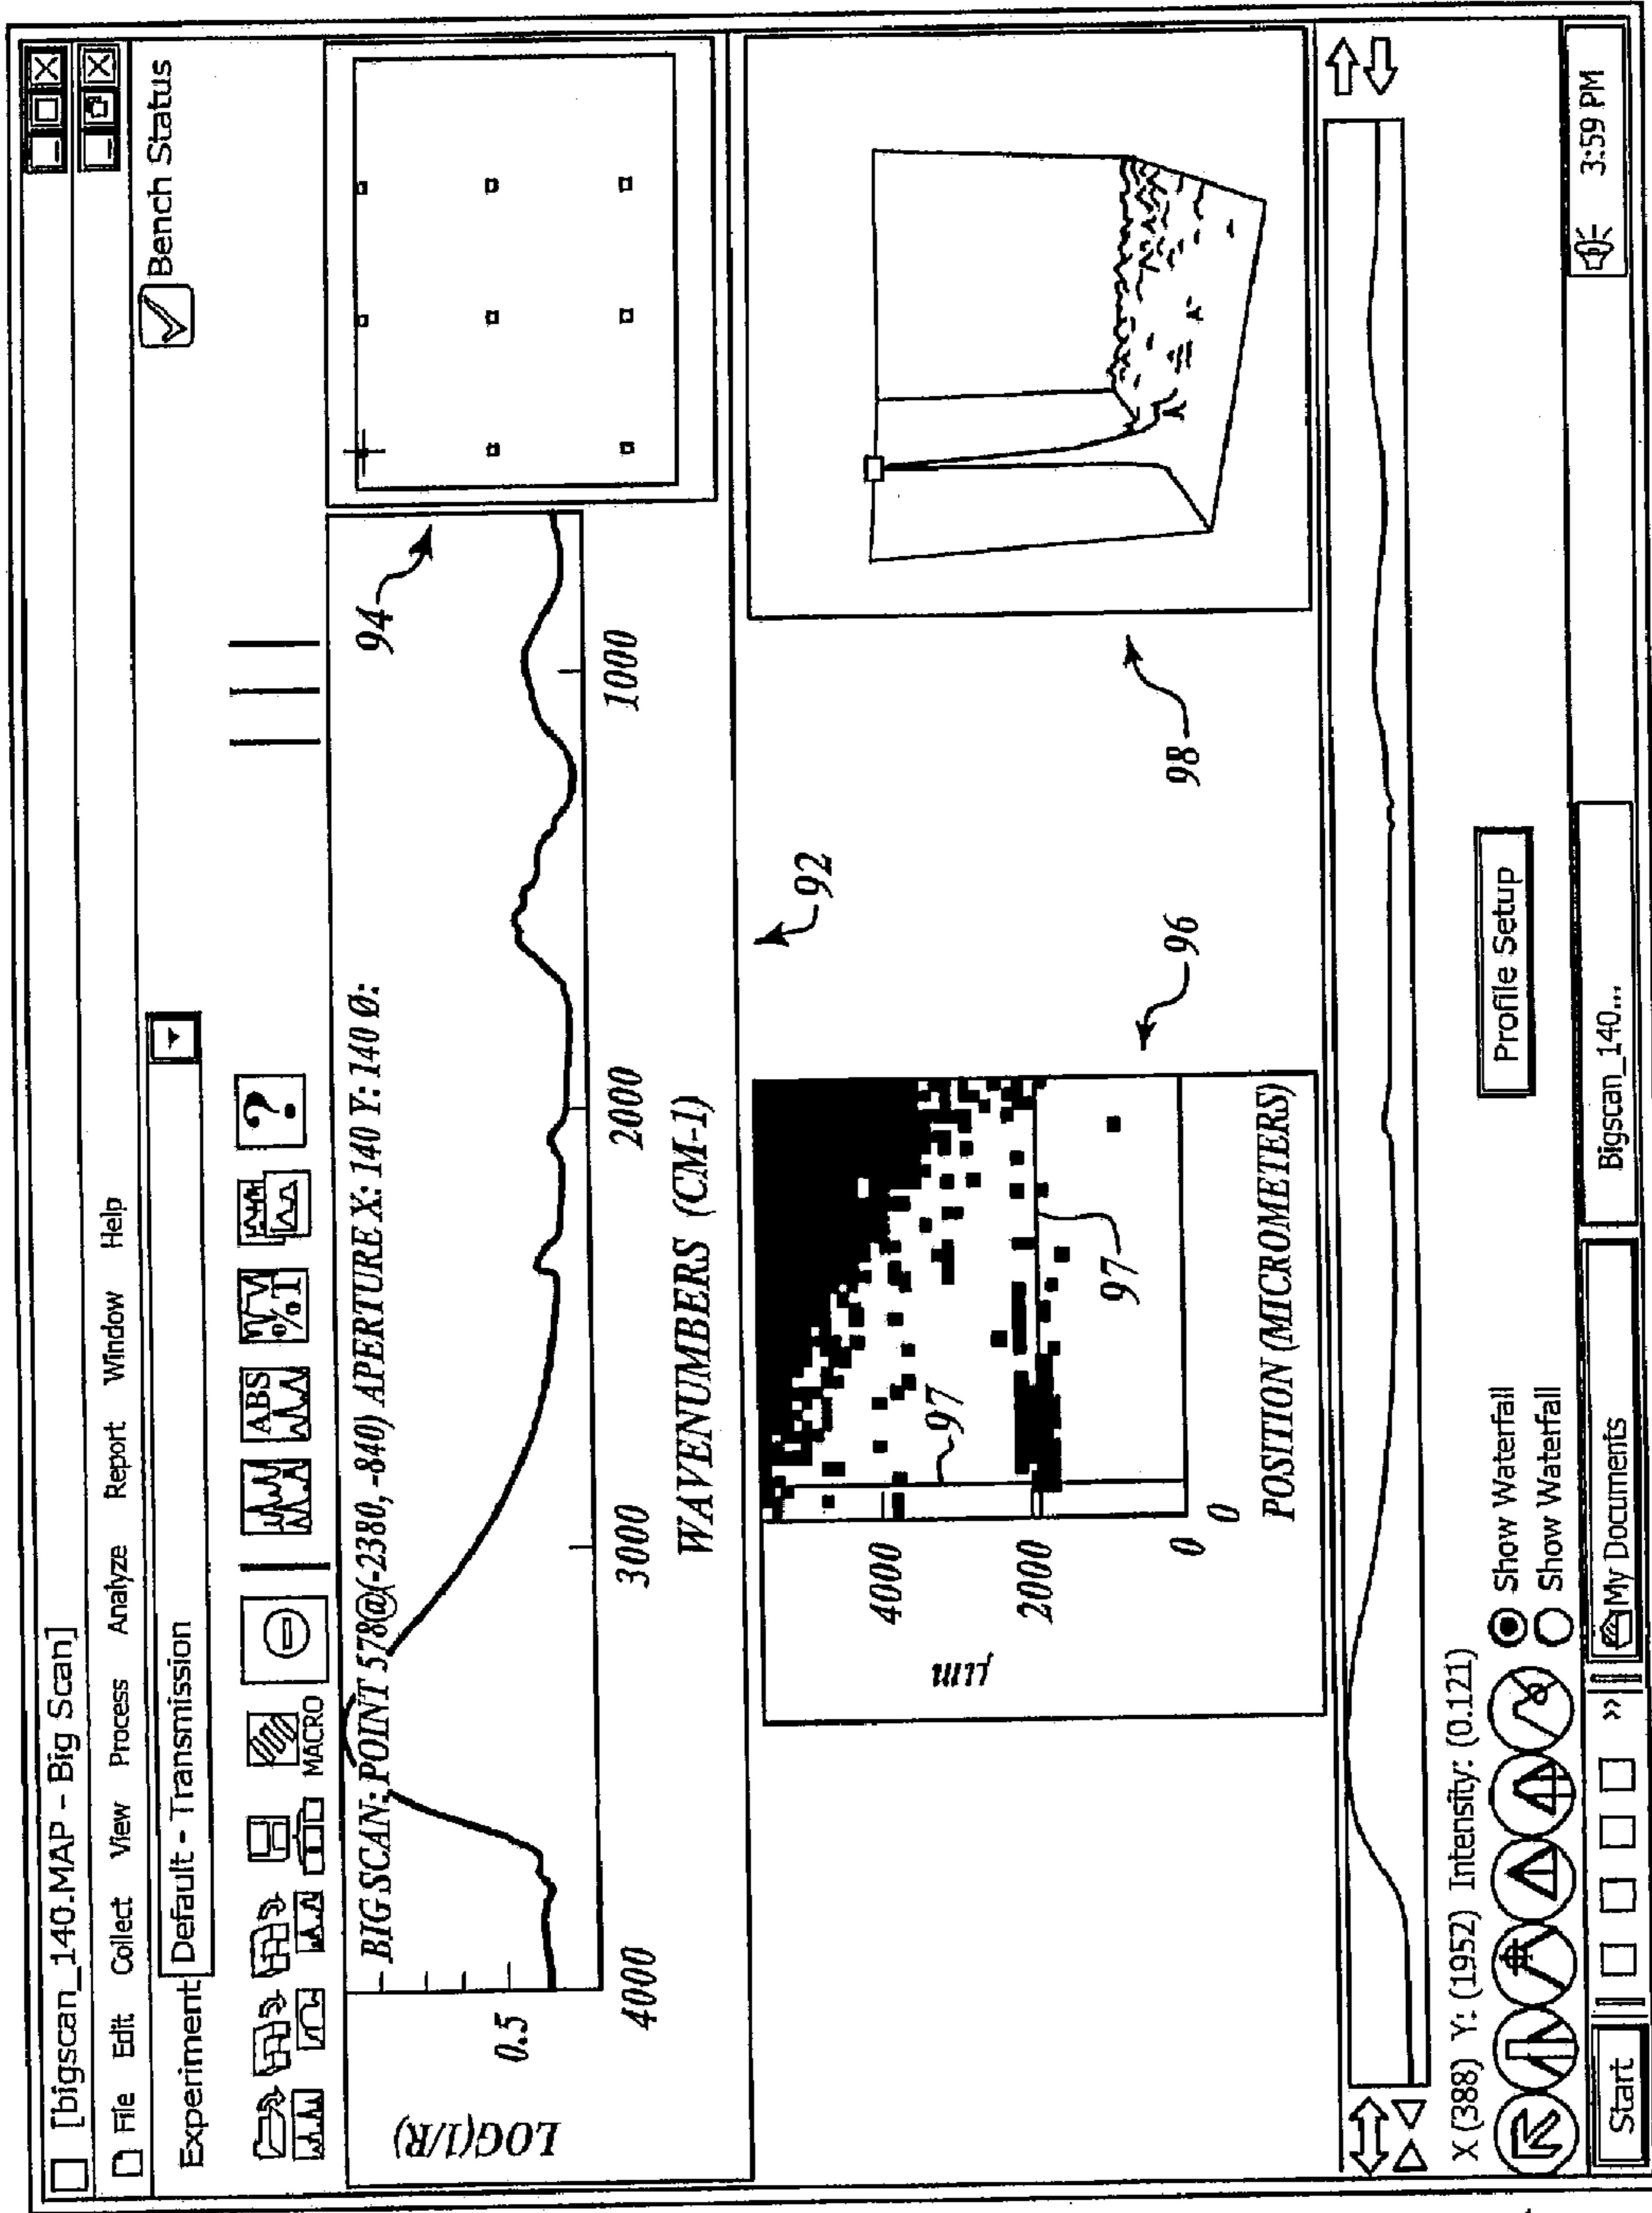 [bigscan_140.MAP - Big Scan]
File Edit Collect View Process Analyze Report Window Help
Experiment Default - Transmission
Bench Status
MACRO
ABS
%T
?
BIGSCAN: POINT 578@(-2380, -840) APERTURE X: 140 Y: 140 Ø:
94
LOG(1/R)
0.5
4000
3000
2000
1000
WAVENUMBERS (CM-1)
92
µm
4000
2000
0
0
97
97
96
98
POSITION (MICROMETERS)
X (388) Y: (1952) Intensity: (0.121)
Show Waterfall
Show Waterfall
Profile Setup
Start
»
My Documents
Bigscan_140...
3:59 PM